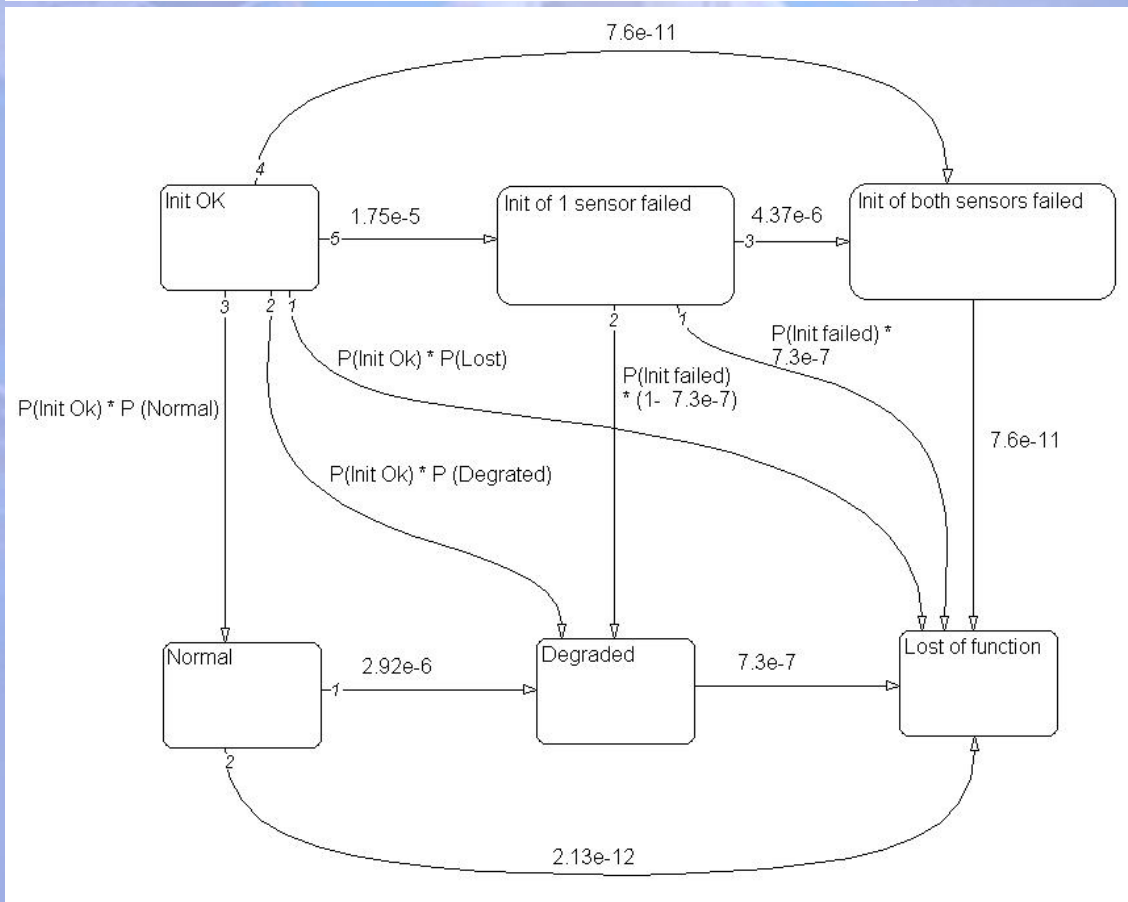 7.6e-11
4
Init OK
Init of 1 sensor failed
Init of both sensors failed
1.75e-5
4.37e-6
5
3
3
2
1
2
1
P(Init failed) *
7.3e-7
P(Init Ok) * P(Lost)
P(Init failed)
* (1- 7.3e-7)
P(Init Ok) * P (Normal)
7.6e-11
P(Init Ok) * P (Degrated)
Normal
Degraded
Lost of function
2.92e-6
7.3e-7
1
2
2.13e-12